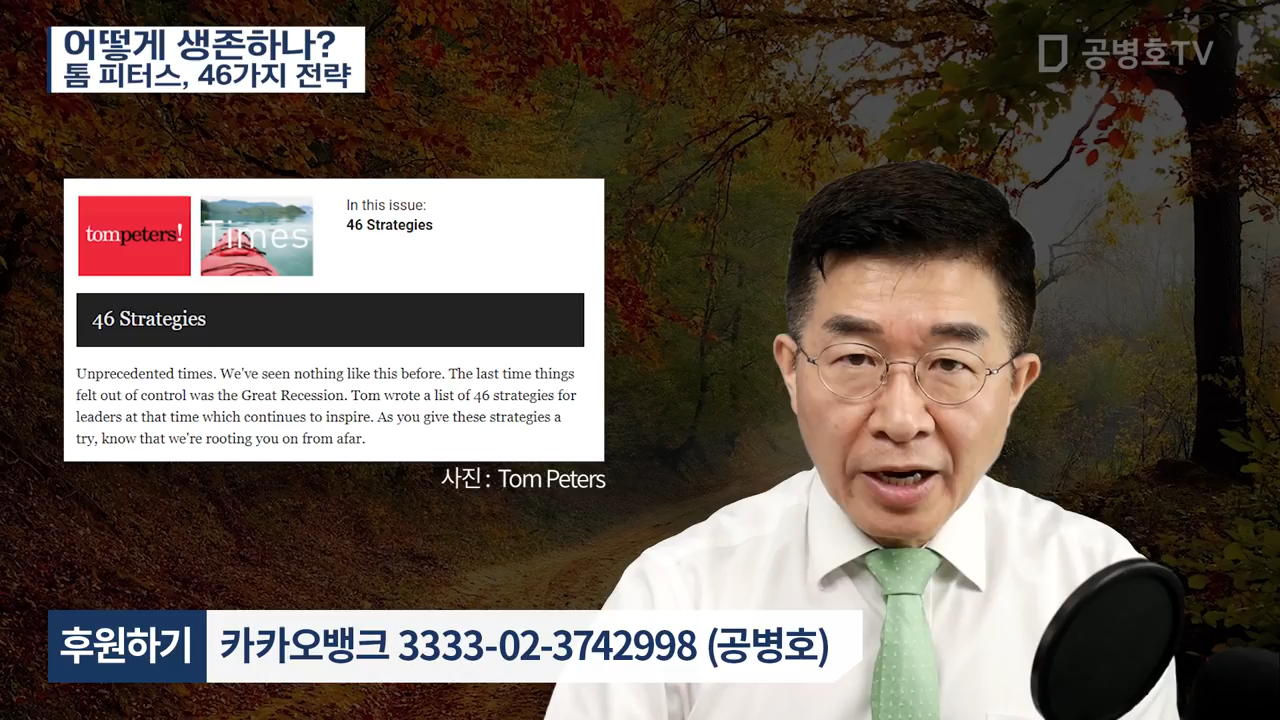 어떻게 생존하나?
톰 피터스, 46가지 전략
공병호TV
tompeters!
Times
In this issue:
46 Strategies
46 Strategies
Unprecedented times. We've seen nothing like this before. The last time things
felt out of control was the Great Recession. Tom wrote a list of 46 strategies for
leaders at that time which continues to inspire. As you give these strategies a
try, know that we're rooting you on from afar.
사진 : Tom Peters
후원하기
카카오뱅크 3333-02-3742998 (공병호)